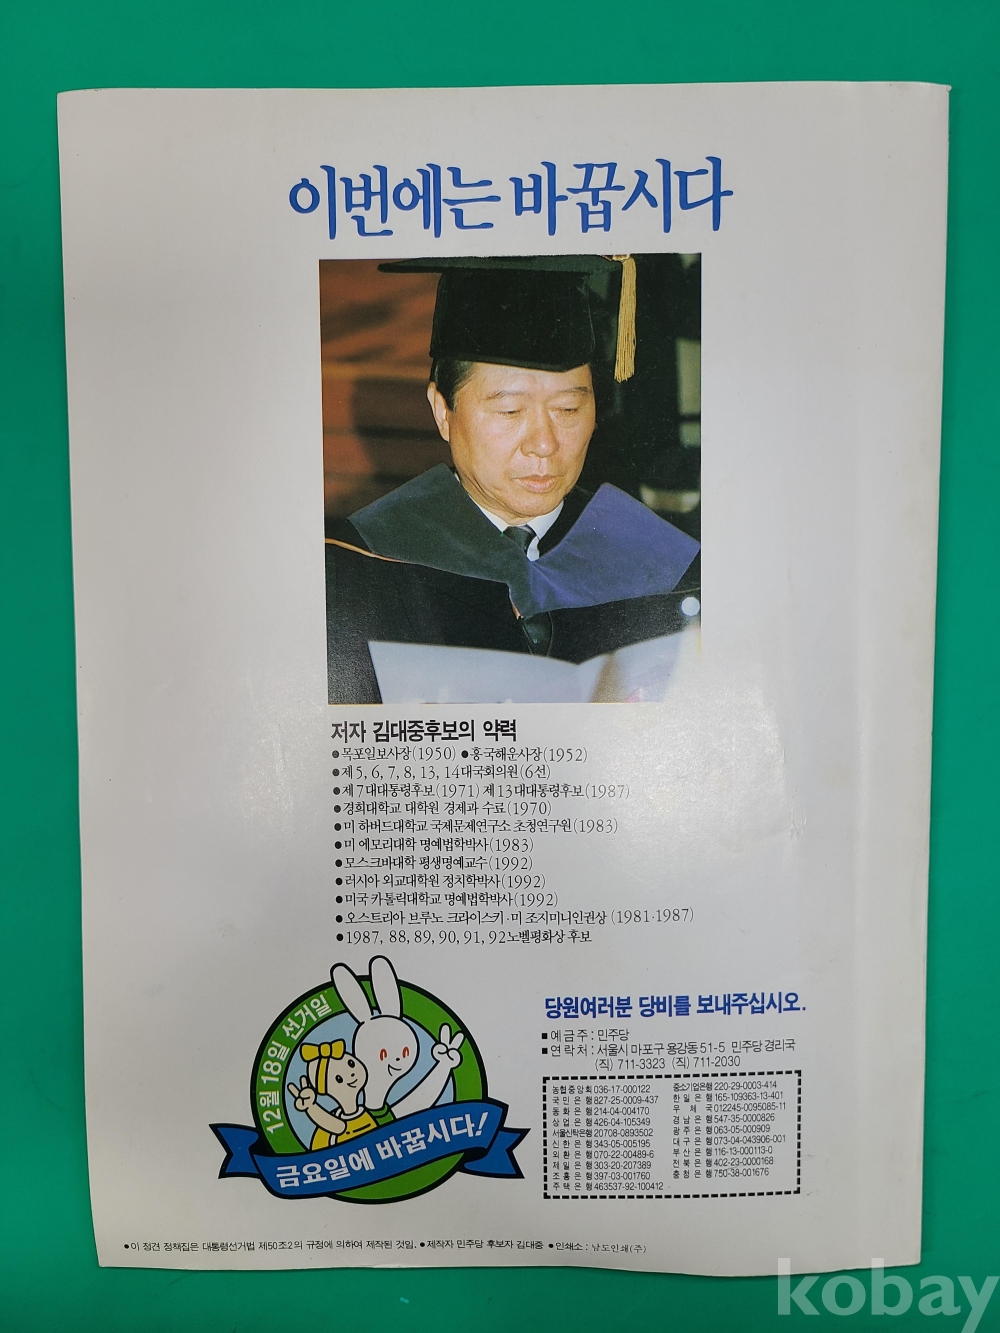 이번에는 바꿉시다
저자 김대중후보의 약력
●목포일보사장(1950) ●흥국해운사장(1952)
●제5, 6, 7, 8, 13, 14대국회의원(6선)
●제7대대통령후보(1971) 제13대대통령후보(1987)
●경희대학교 대학원 경제과 수료(1970)
●미 하버드대학교 국제문제연구소 초청연구원(1983)
●미 에모리대학 명예법학박사(1983)
●모스크바대학 평생명예교수(1992)
●러시아 외교대학원 정치학박사(1992)
●미국 카톨릭대학교 명예법학박사(1992)
●오스트리아 브루노 크라이스키·미 조지미니인권상 (1981·1987)
●1987, 88, 89, 90, 91, 92노벨평화상 후보
12월 18일 선거일
금요일에 바꿉시다!
당원여러분 당비를 보내주십시오.
■예금주 : 민주당
■연락처 : 서울시 마포구 용강동 51-5 민주당 경리국
(직) 711-3323 (직) 711-2030
농협중앙회 036-17-000122
국민은행 827-25-0009-437
동화은행 214-04-004170
상업은행 426-04-105349
서울신탁은행 20708-0893502
신한은행 343-05-005195
외환은행 070-22-00489-6
제일은행 003-20-207389
조흥은행 397-03-001760
주택은행 463537-92-100412
중소기업은행 220-29-0003-414
한일은행 165-109363-13-401
우체국 012245-0095085-11
경남은행 547-35-0000826
광주은행 063-05-000909
대구은행 073-04-043906-001
부산은행 116-13-000113-0
전북은행 402-23-0000168
충청은행 750-38-001676
●이 정견 정책집은 대통령선거법 제50조2의 규정에 의하여 제작된 것임. ●제작자 민주당 후보자 김대중 ●인쇄소 : 남도인쇄(주)
kobay